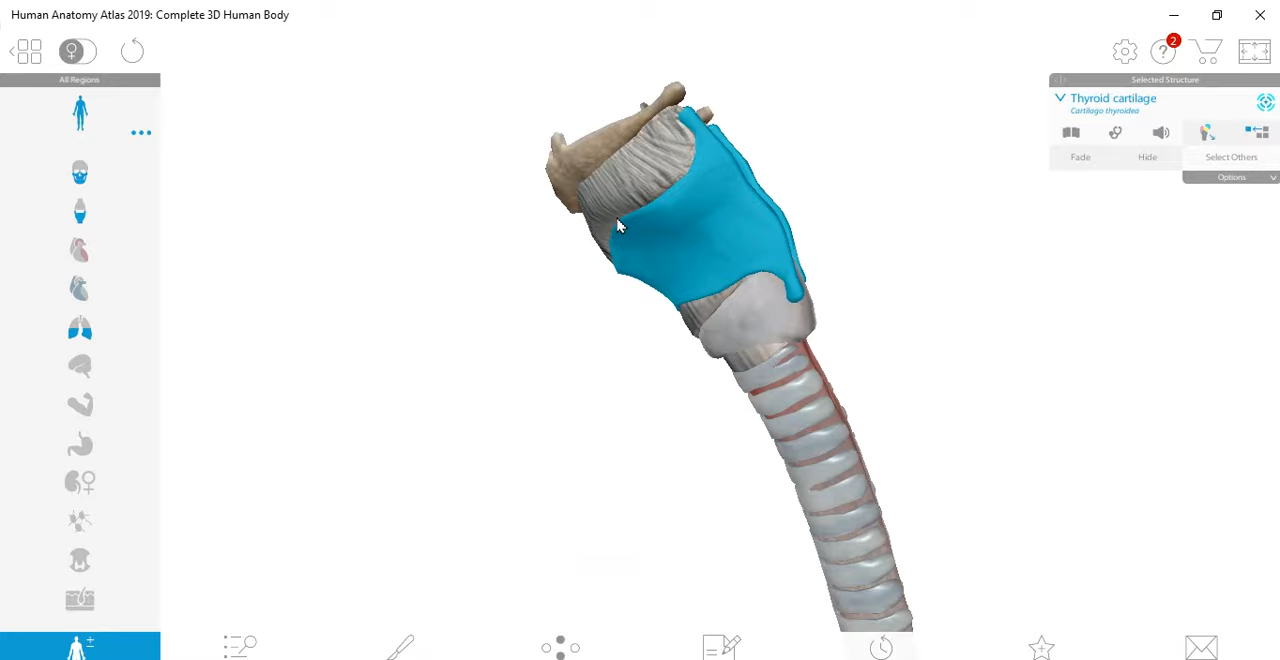 Human Anatomy Atlas 2019: Complete 3D Human Body
2
All Regions
Selected Structure
Thyroid cartilage
Cartilago thyroidea
Fade Hide Select Others
Options